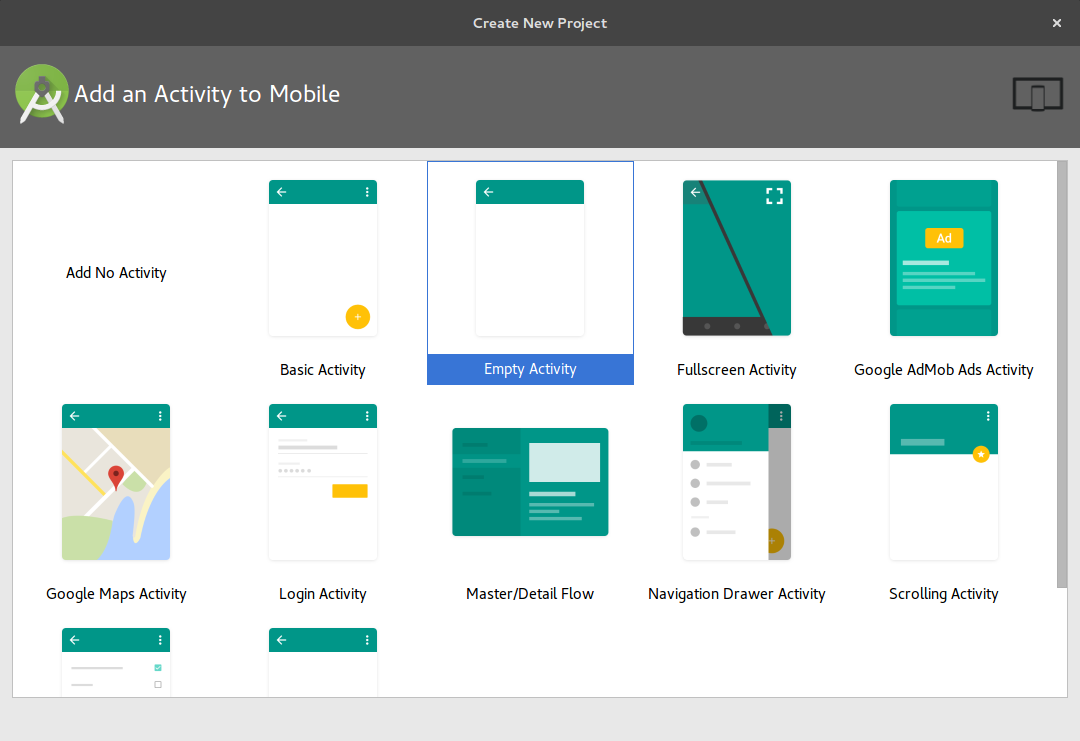 Create New Project
Add an Activity to Mobile
Add No Activity
Basic Activity
Empty Activity
Fullscreen Activity
Ad
Google AdMob Ads Activity
Google Maps Activity
Login Activity
Master/Detail Flow
Navigation Drawer Activity
Scrolling Activity